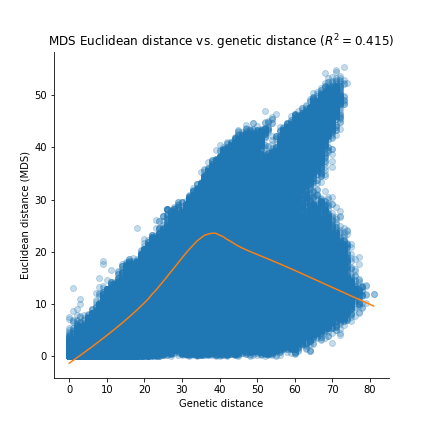 MDS Euclidean distance vs. genetic distance (R² = 0.415)
50
40
30
20
10
0
Euclidean distance (MDS)
0 10 20 30 40 50 60 70 80
Genetic distance